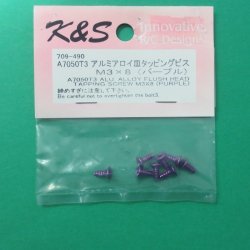 K&S
Innovative
R/C Designs
709-490
A7050T3 アルミアロイ皿タッピングビス
M3×8（パープル）
A7050T3 ALU. ALLOY FLUSH HEAD
TAPPING SCREW M3X8 (PURPLE)
締めすぎに注意して下さい。
Be careful not to overtighten the bolt.